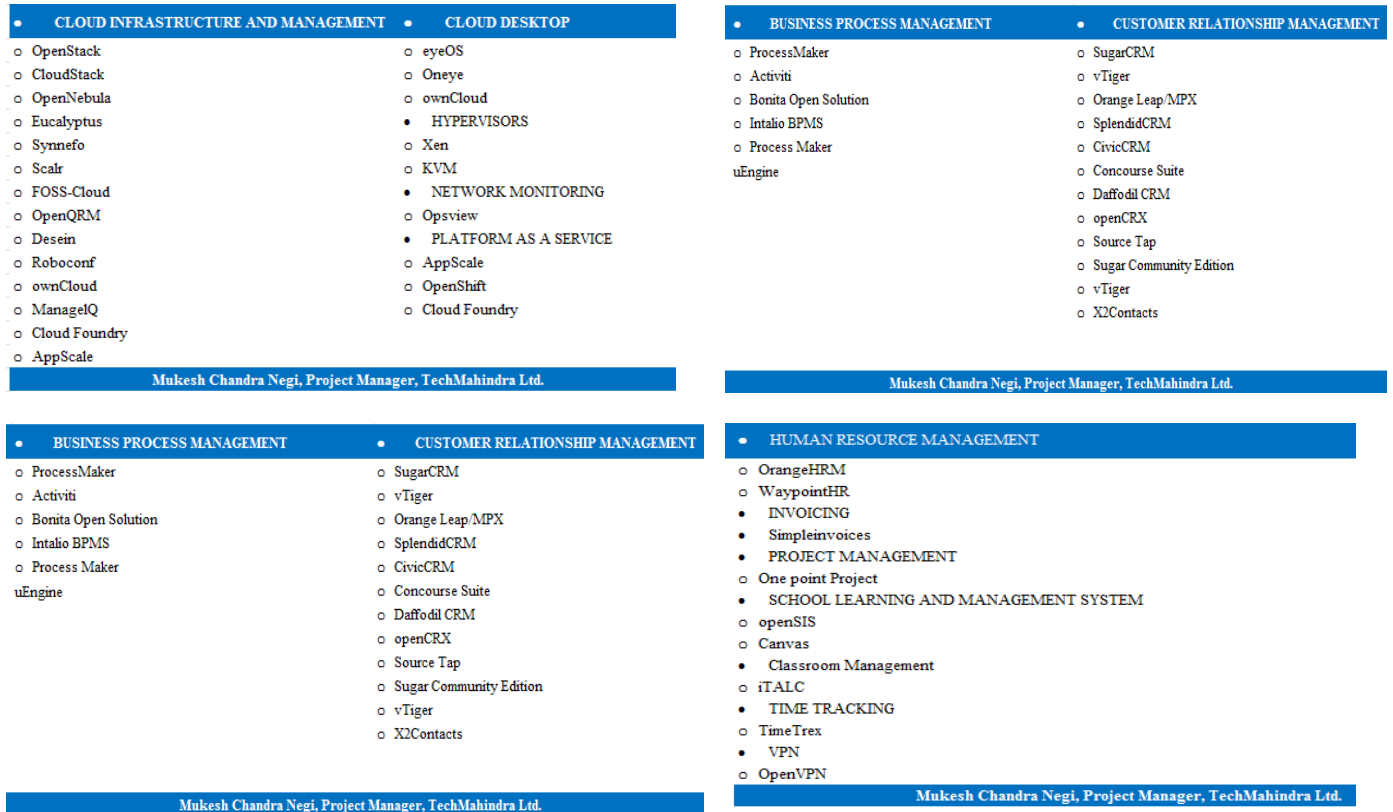 ● CLOUD INFRASTRUCTURE AND MANAGEMENT
o OpenStack
o CloudStack
o OpenNebula
o Eucalyptus
o Synnefo
o Scalr
o FOSS-Cloud
o OpenQRM
o Desein
o Roboconf
o ownCloud
o ManageIQ
o Cloud Foundry
o AppScale
● CLOUD DESKTOP
o eyeOS
o Oneye
o ownCloud
● HYPERVISORS
o Xen
o KVM
● NETWORK MONITORING
o Opsview
● PLATFORM AS A SERVICE
o AppScale
o OpenShift
o Cloud Foundry
Mukesh Chandra Negi, Project Manager, TechMahindra Ltd.
● BUSINESS PROCESS MANAGEMENT
o ProcessMaker
o Activiti
o Bonita Open Solution
o Intalio BPMS
o Process Maker
uEngine
● CUSTOMER RELATIONSHIP MANAGEMENT
o SugarCRM
o vTiger
o Orange Leap/MPX
o SplendidCRM
o CivicCRM
o Concourse Suite
o Daffodil CRM
o openCRX
o Source Tap
o Sugar Community Edition
o vTiger
o X2Contacts
Mukesh Chandra Negi, Project Manager, TechMahindra Ltd.
● BUSINESS PROCESS MANAGEMENT
o ProcessMaker
o Activiti
o Bonita Open Solution
o Intalio BPMS
o Process Maker
uEngine
● CUSTOMER RELATIONSHIP MANAGEMENT
o SugarCRM
o vTiger
o Orange Leap/MPX
o SplendidCRM
o CivicCRM
o Concourse Suite
o Daffodil CRM
o openCRX
o Source Tap
o Sugar Community Edition
o vTiger
o X2Contacts
Mukesh Chandra Negi, Project Manager, TechMahindra Ltd.
● HUMAN RESOURCE MANAGEMENT
o OrangeHRM
o WaypointHR
● INVOICING
● Simpleinvoices
● PROJECT MANAGEMENT
o One point Project
● SCHOOL LEARNING AND MANAGEMENT SYSTEM
o openSIS
o Canvas
● Classroom Management
o iTALC
● TIME TRACKING
o TimeTrex
● VPN
o OpenVPN
Mukesh Chandra Negi, Project Manager, TechMahindra Ltd.